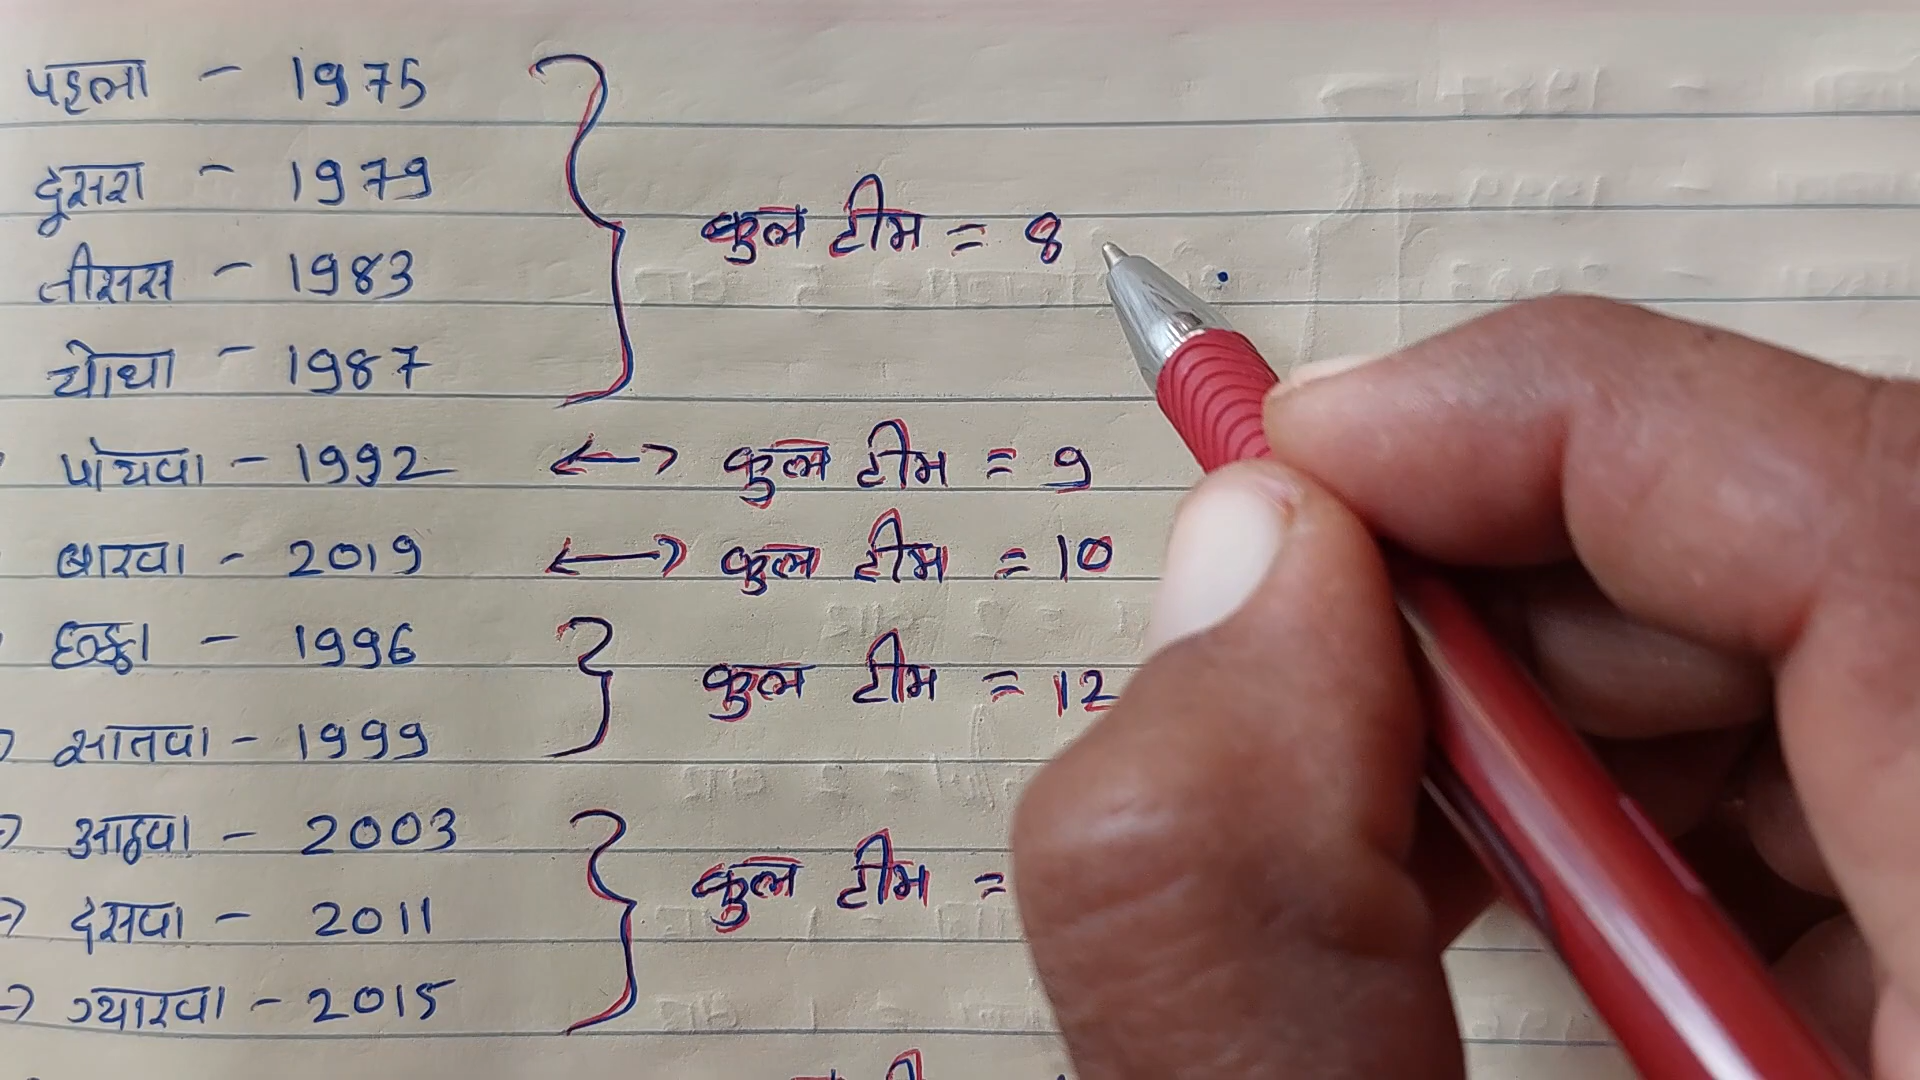 पहला - 1975
दूसरा - 1979
कुल टीम = 8
तीसरा - 1983
चौथा - 1987
पांचवा - 1992 ↔ कुल टीम = 9
बारवा - 2019 ↔ कुल टीम = 10
छठ्ठा - 1996
कुल टीम = 12
सातवा - 1999
आठवा - 2003
दसवा - 2011
कुल टीम =
ग्यारवा - 2015